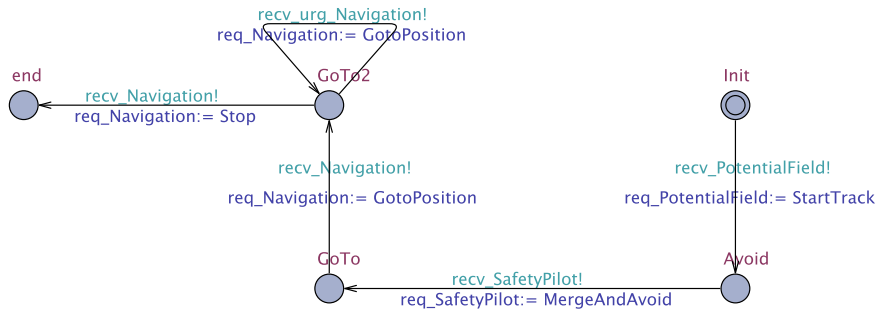 recv_urg_Navigation!
req_Navigation:= GotoPosition
end
GoTo2
Init
recv_Navigation!
req_Navigation:= Stop
recv_Navigation!
req_Navigation:= GotoPosition
recv_PotentialField!
req_PotentialField:= StartTrack
GoTo
Avoid
recv_SafetyPilot!
req_SafetyPilot:= MergeAndAvoid